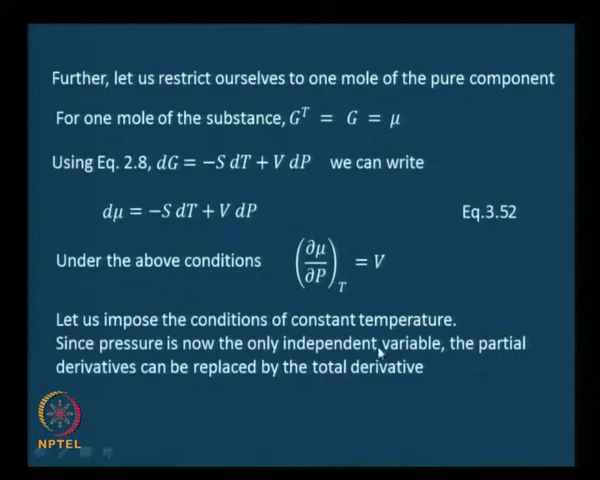 Further, let us restrict ourselves to one mole of the pure component
For one mole of the substance, G^T = G = μ
Using Eq. 2.8, dG = −S dT + V dP we can write
dμ = −S dT + V dP Eq.3.52
Under the above conditions (∂μ/∂P)_T = V
Let us impose the conditions of constant temperature.
Since pressure is now the only independent variable, the partial
derivatives can be replaced by the total derivative
NPTEL